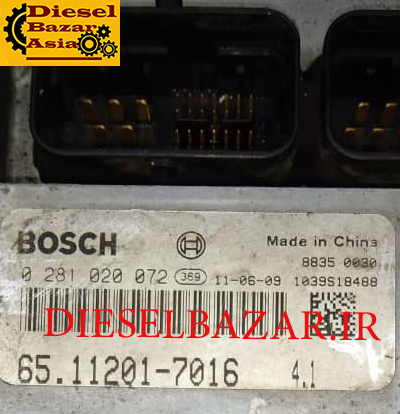 Diesel
Bazar
Asia
BOSCH
Made in China
8835 0030
0 281 020 072 369 11-06-09 1039S18488
DIESELBAZAR.IR
65.11201-7016 4.1